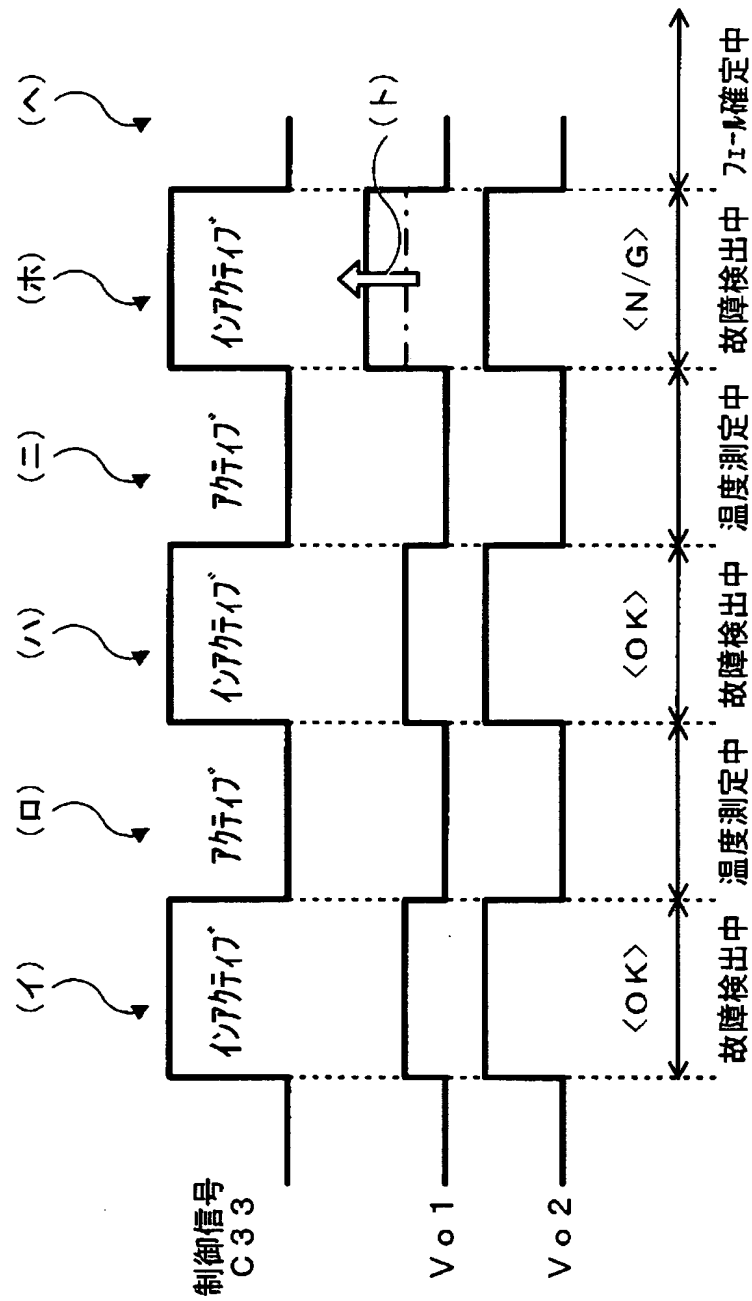 (イ)
(ロ)
(ハ)
(ニ)
(ホ)
(ヘ)
制御信号
C33
インアクティブ
アクティブ
インアクティブ
アクティブ
インアクティブ
(ト)
Vo1
Vo2
<OK>
<OK>
<N/G>
故障検出中
温度測定中
故障検出中
温度測定中
故障検出中
フェール確定中